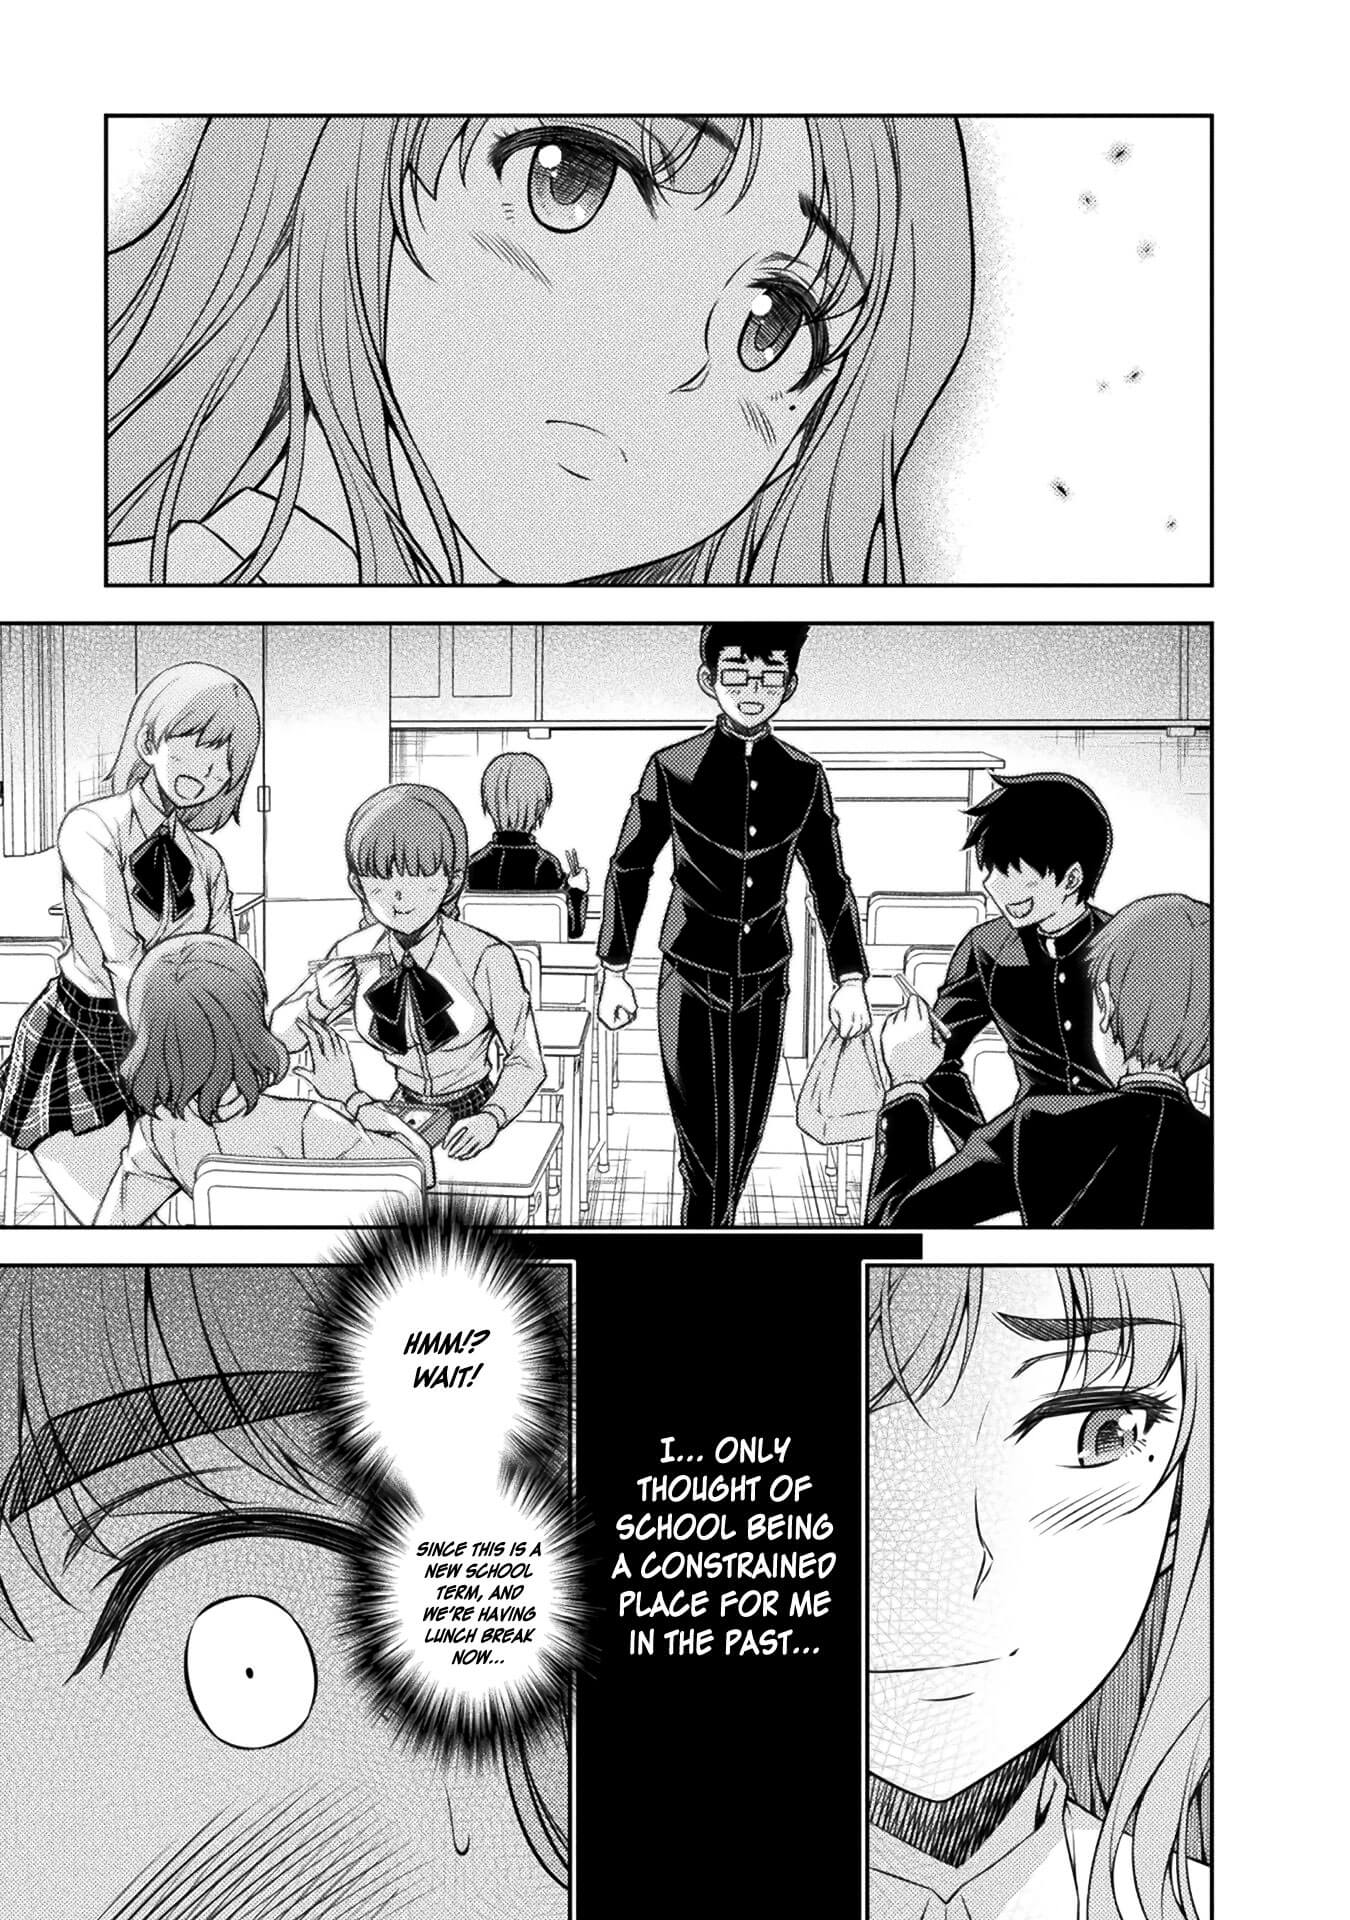 I... ONLY
THOUGHT OF
SCHOOL BEING
A CONSTRAINED
PLACE FOR ME
IN THE PAST...
HMM!?
WAIT!
SINCE THIS IS A
NEW SCHOOL
TERM, AND
WE'RE HAVING
LUNCH BREAK
NOW...